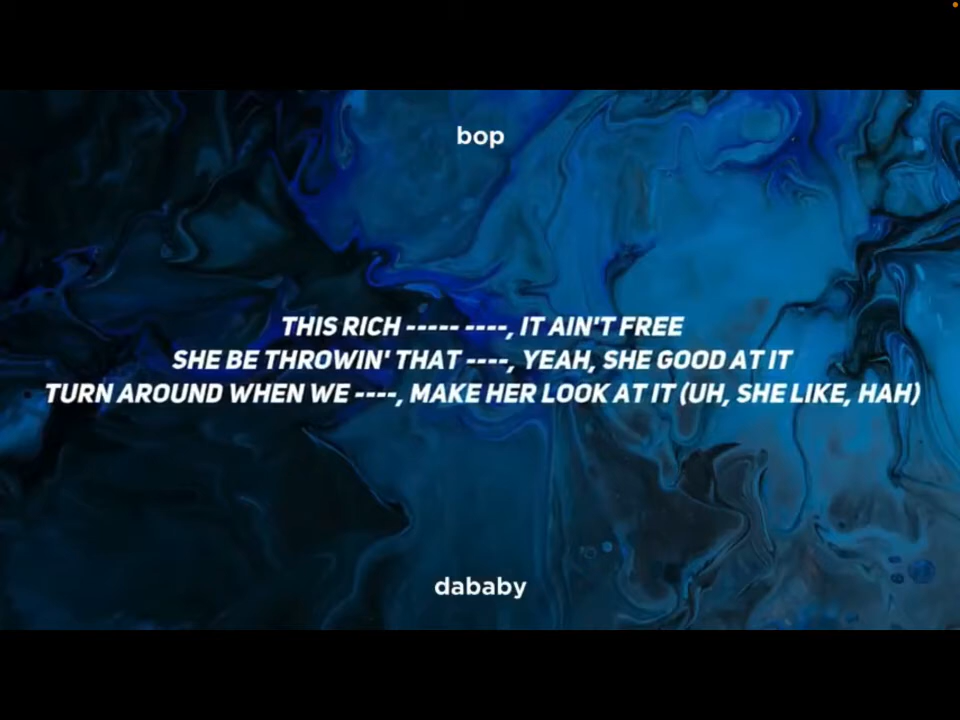 bop
THIS RICH ----- ----, IT AIN'T FREE
SHE BE THROWIN' THAT ----, YEAH, SHE GOOD AT IT
TURN AROUND WHEN WE ----, MAKE HER LOOK AT IT (UH, SHE LIKE, HAH)
dababy